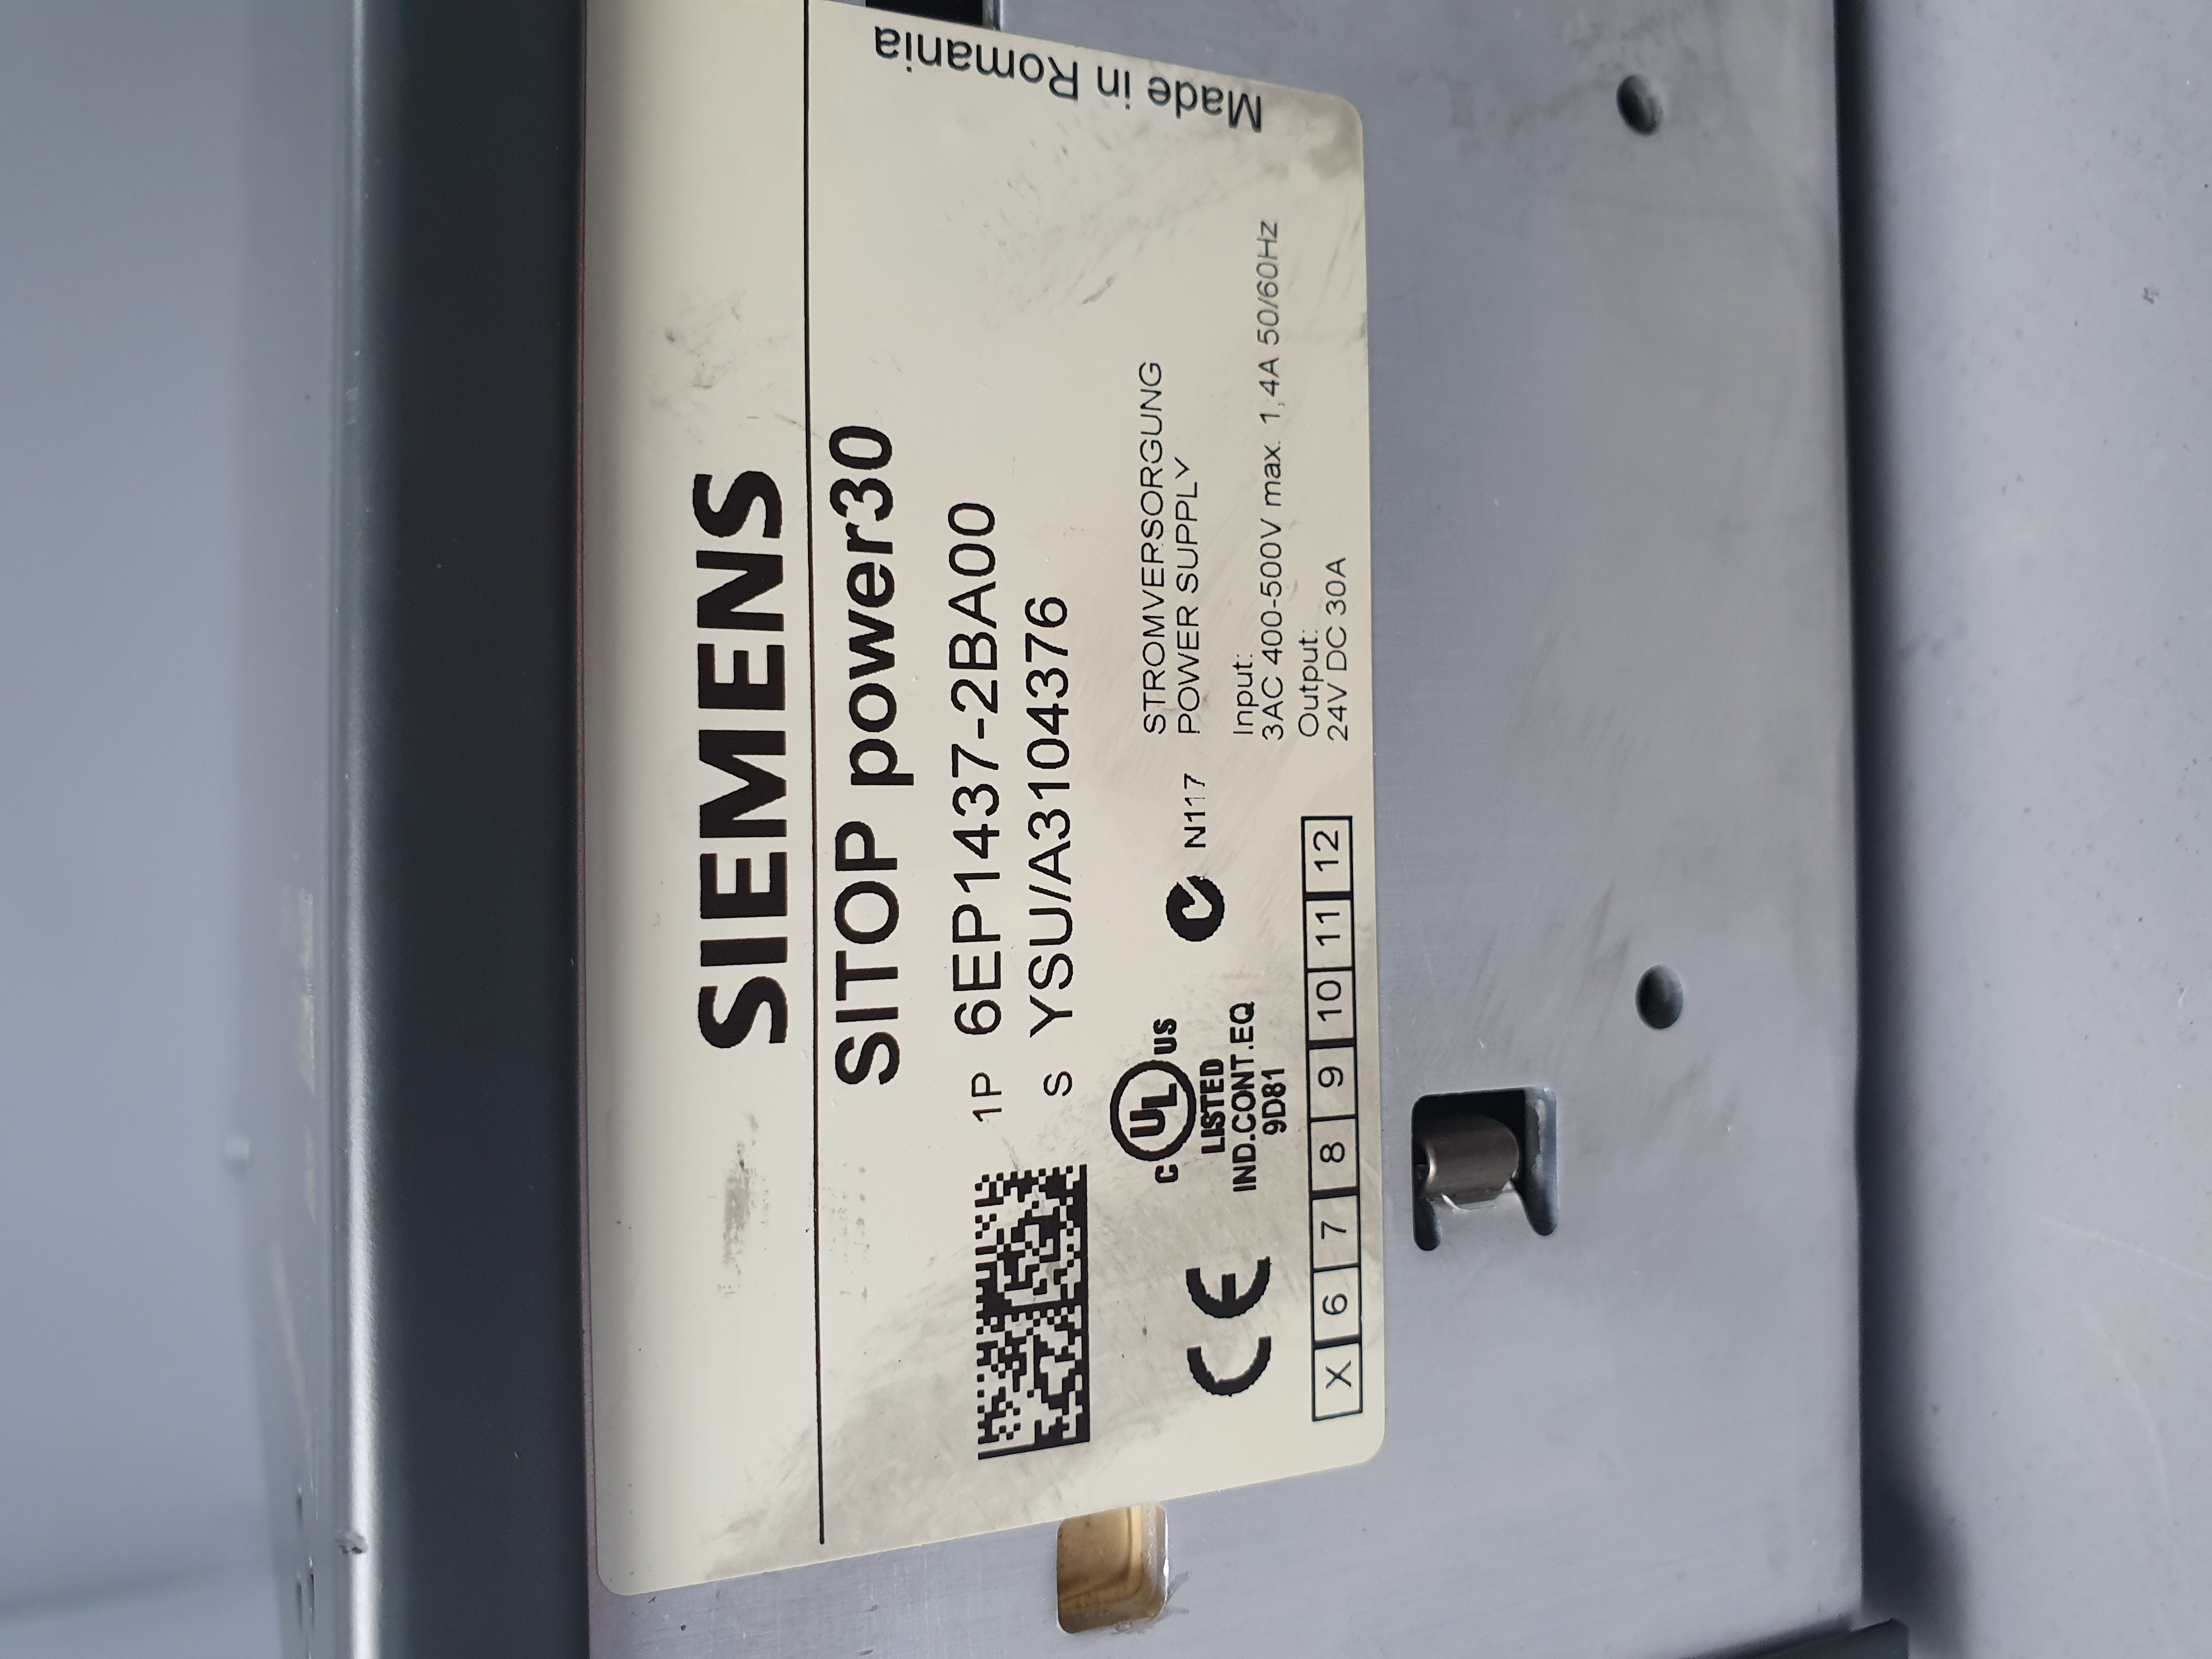 SIEMENS
SITOP power30
1P 6EP1437-2BA00
S YSU/A3104376
C UL US
LISTED
IND.CONT.EQ
9D81
CE
N117
STROMVERSORGUNG
POWER SUPPLY
Input:
3AC 400-500V max. 1,4A 50/60Hz
Output:
24V DC 30A
X 6 7 8 9 10 11 12
Made in Romania